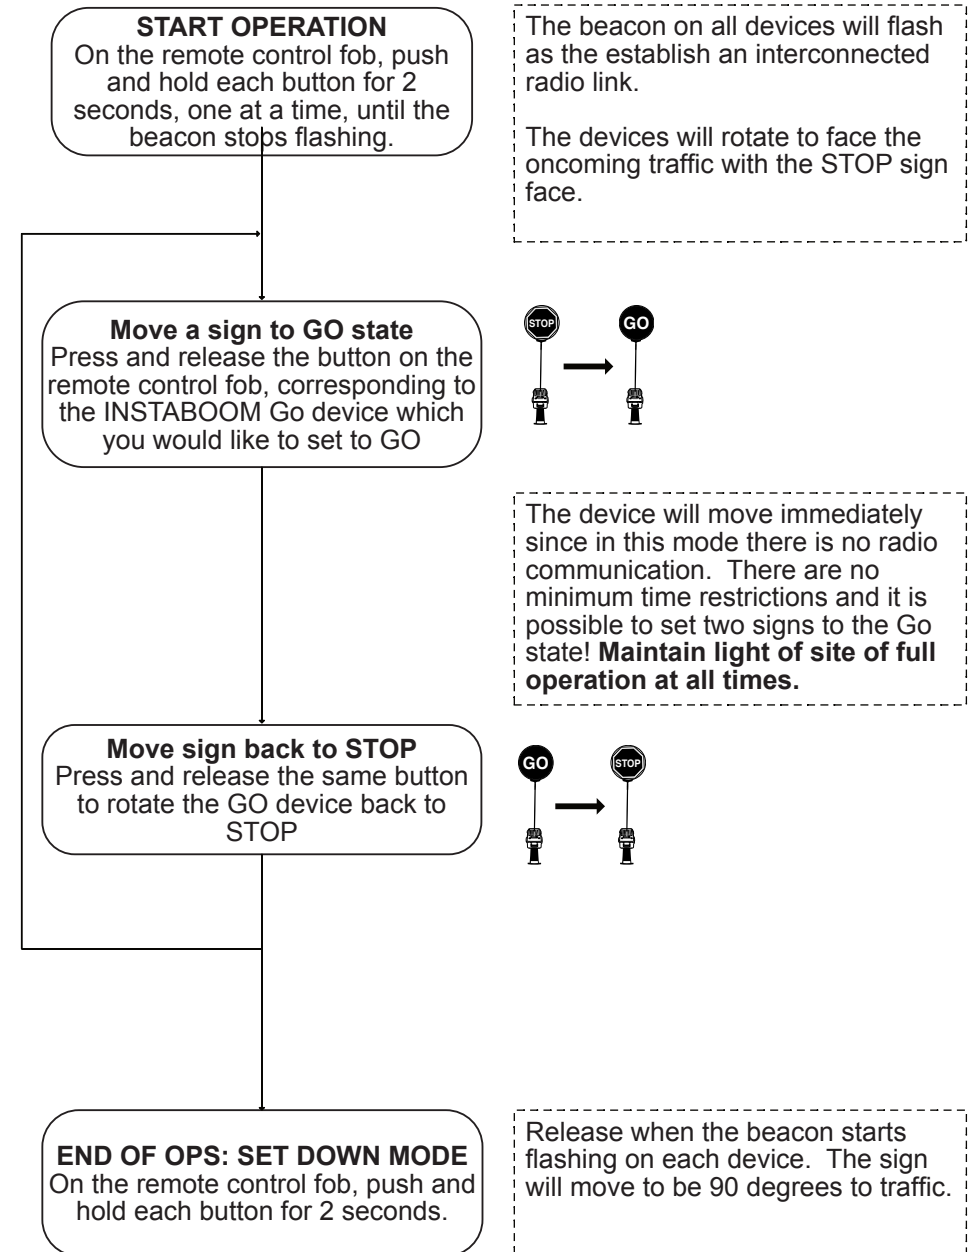 START OPERATION
On the remote control fob, push
and hold each button for 2
seconds, one at a time, until the
beacon stops flashing.
The beacon on all devices will flash
as the establish an interconnected
radio link.
The devices will rotate to face the
oncoming traffic with the STOP sign
face.
Move a sign to GO state
Press and release the button on the
remote control fob, corresponding to
the INSTABOOM Go device which
you would like to set to GO
STOP
GO
The device will move immediately
since in this mode there is no radio
communication.  There are no
minimum time restrictions and it is
possible to set two signs to the Go
state! Maintain light of site of full
operation at all times.
Move sign back to STOP
Press and release the same button
to rotate the GO device back to
STOP
GO
STOP
END OF OPS: SET DOWN MODE
On the remote control fob, push and
hold each button for 2 seconds.
Release when the beacon starts
flashing on each device.  The sign
will move to be 90 degrees to traffic.